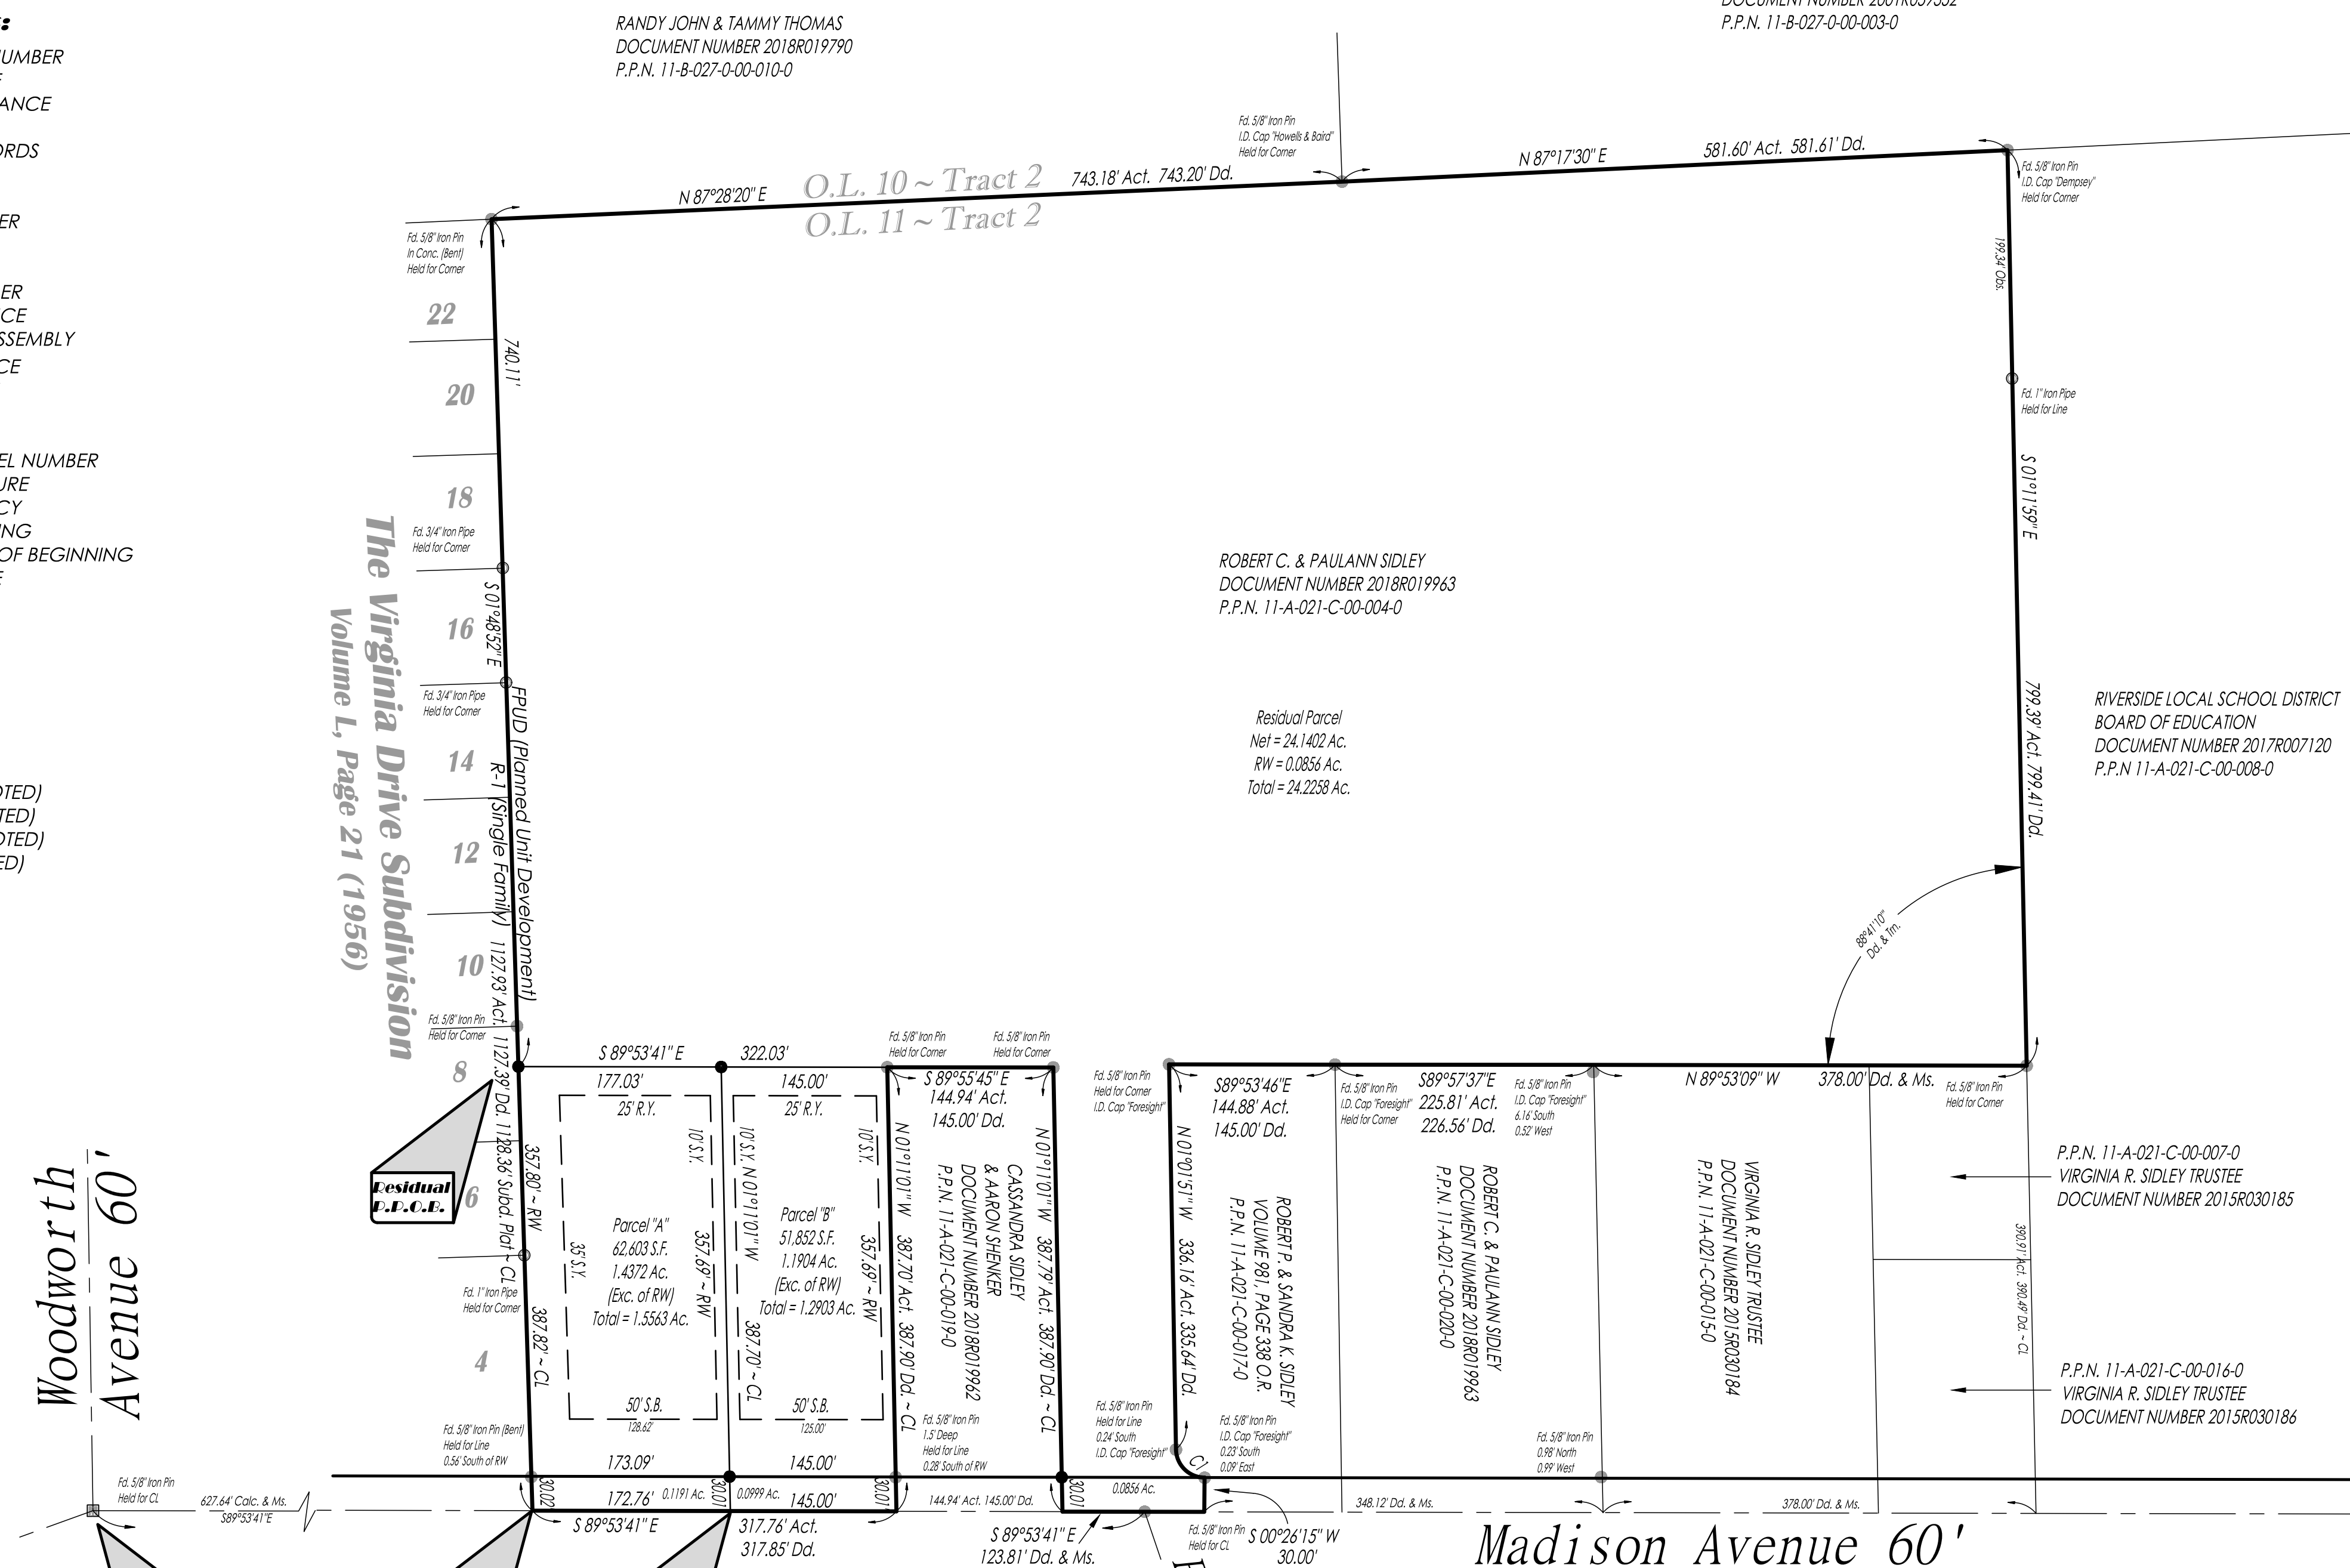 RANDY JOHN & TAMMY THOMAS
DOCUMENT NUMBER 2018R019790
P.P.N. 11-B-027-0-00-010-0
P.P.N. 11-B-027-0-00-003-0
UMBER
ANCE
ORDS
ER
ER
CE
SSEMBLY
CE
EL NUMBER
URE
CY
NG
OF BEGINNING
E
OTED)
TED)
OTED)
ED)
Fd. 5/8" Iron Pin
I.D. Cap "Howells & Baird"
Held for Corner
N 87°28'20" E
O.L. 10 ~ Tract 2
O.L. 11 ~ Tract 2
743.18' Act. 743.20' Dd.
N 87°17'30" E
581.60' Act. 581.61' Dd.
Fd. 5/8" Iron Pin
I.D. Cap "Dempsey"
Held for Corner
199.34' Obs.
Fd. 1" Iron Pipe
Held for Line
S 01°11'59" E
799.39' Act. 799.41' Dd.
Fd. 5/8" Iron Pin
In Conc. (Bent)
Held for Corner
22
20
18
16
14
12
10
8
6
4
740.11'
Fd. 3/4" Iron Pipe
Held for Corner
S 01°48'52" E
Fd. 3/4" Iron Pipe
Held for Corner
The Virginia Drive Subdivision
Volume L, Page 21 (1956)
FPUD (Planned Unit Development)
R-1 (Single Family)
1127.93' Act. 1127.39' Dd. 1128.36' Subd. Plat ~ CL
ROBERT C. & PAULANN SIDLEY
DOCUMENT NUMBER 2018R019963
P.P.N. 11-A-021-C-00-004-0
Residual Parcel
Net = 24.1402 Ac.
RW = 0.0856 Ac.
Total = 24.2258 Ac.
RIVERSIDE LOCAL SCHOOL DISTRICT
BOARD OF EDUCATION
DOCUMENT NUMBER 2017R007120
P.P.N 11-A-021-C-00-008-0
88°41'10"
Dd. & Trn.
Fd. 5/8" Iron Pin
Held for Corner
Residual
P.P.O.B.
S 89°53'41" E
322.03'
177.03'
145.00'
25' R.Y.
25' R.Y.
10' S.Y.
10' S.Y.
10' S.Y.
N 01°11'01" W
35' S.Y.
Parcel "A"
62,603 S.F.
1.4372 Ac.
(Exc. of RW)
Total = 1.5563 Ac.
357.69' ~ RW
Parcel "B"
51,852 S.F.
1.1904 Ac.
(Exc. of RW)
Total = 1.2903 Ac.
357.69' ~ RW
387.70' ~ CL
357.80' ~ RW
387.82' ~ CL
50' S.B.
128.62'
50' S.B.
125.00'
Fd. 1" Iron Pipe
Held for Corner
Fd. 5/8" Iron Pin (Bent)
Held for Line
0.56' South of RW
Fd. 5/8" Iron Pin
Held for Corner
Fd. 5/8" Iron Pin
Held for Corner
S 89°55'45" E
144.94' Act.
145.00' Dd.
N 01°11'01" W 387.70' Act. 387.90' Dd. ~ CL
CASSANDRA SIDLEY
& AARON SHENKER
DOCUMENT NUMBER 2018R019962
P.P.N. 11-A-021-C-00-019-0
N 01°11'01" W 387.79' Act. 387.90' Dd. ~ CL
Fd. 5/8" Iron Pin
1.5' Deep
Held for Line
0.28' South of RW
Fd. 5/8" Iron Pin
Held for Corner
I.D. Cap "Foresight"
S89°53'46"E
144.88' Act.
145.00' Dd.
N 01°01'51" W 336.16' Act. 335.64' Dd.
ROBERT P. & SANDRA K. SIDLEY
VOLUME 981, PAGE 338 O.R.
P.P.N. 11-A-021-C-00-017-0
Fd. 5/8" Iron Pin
I.D. Cap "Foresight"
Held for Corner
S89°57'37"E
225.81' Act.
226.56' Dd.
Fd. 5/8" Iron Pin
I.D. Cap "Foresight"
6.16' South
0.52' West
ROBERT C. & PAULANN SIDLEY
DOCUMENT NUMBER 2018R019963
P.P.N. 11-A-021-C-00-020-0
N 89°53'09" W
378.00' Dd. & Ms.
Fd. 5/8" Iron Pin
Held for Corner
VIRGINIA R. SIDLEY TRUSTEE
DOCUMENT NUMBER 2015R030184
P.P.N. 11-A-021-C-00-015-0
P.P.N. 11-A-021-C-00-007-0
VIRGINIA R. SIDLEY TRUSTEE
DOCUMENT NUMBER 2015R030185
390.91' Act. 390.49' Dd. ~ CL
P.P.N. 11-A-021-C-00-016-0
VIRGINIA R. SIDLEY TRUSTEE
DOCUMENT NUMBER 2015R030186
Fd. 5/8" Iron Pin
Held for Line
0.24' South
I.D. Cap "Foresight"
Fd. 5/8" Iron Pin
I.D. Cap "Foresight"
0.23' South
0.09' East
C1
Fd. 5/8" Iron Pin
0.98' North
0.99' West
Woodworth
Avenue 60'
Fd. 5/8" Iron Pin
Held for CL
627.64' Calc. & Ms.
S89°53'41"E
173.09'
145.00'
30.02
172.76'
0.1191 Ac.
30.01
0.0999 Ac.
145.00'
30.01
144.94' Act. 145.00' Dd.
30.01
0.0856 Ac.
348.12' Dd. & Ms.
378.00' Dd. & Ms.
S 89°53'41" E
317.76' Act.
317.85' Dd.
S 89°53'41" E
123.81' Dd. & Ms.
Fd. 5/8" Iron Pin
Held for CL
S 00°26'15" W
30.00'
Madison Avenue 60'